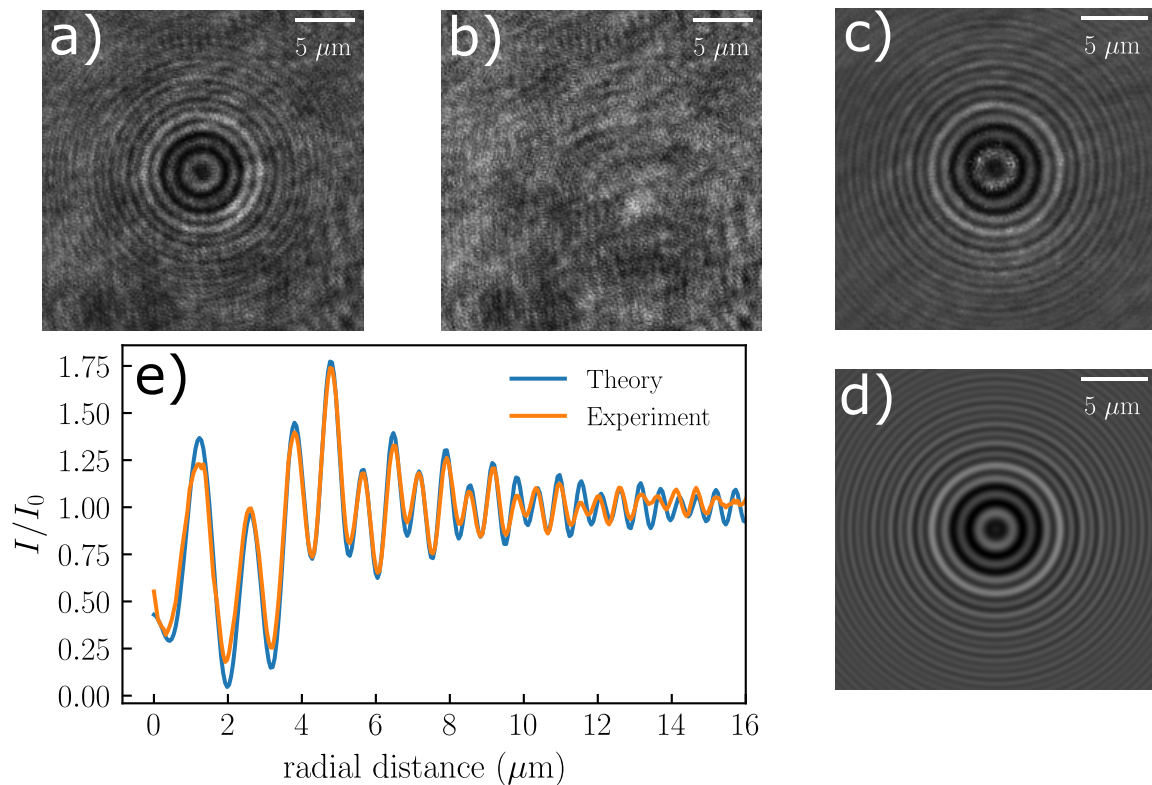 a)
5 μm
b)
5 μm
c)
5 μm
d)
5 μm
e)
Theory
Experiment
I/I₀
1.75
1.50
1.25
1.00
0.75
0.50
0.25
0.00
0 2 4 6 8 10 12 14 16
radial distance (μm)